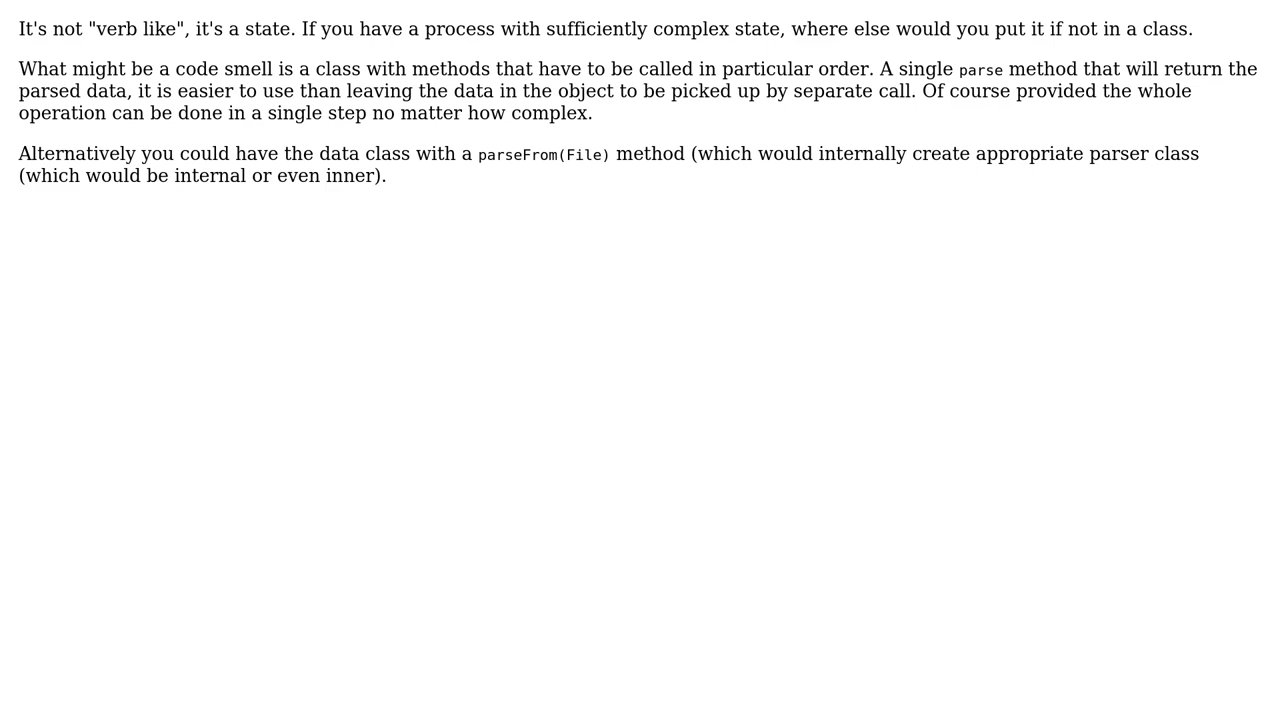 It's not "verb like", it's a state. If you have a process with sufficiently complex state, where else would you put it if not in a class.
What might be a code smell is a class with methods that have to be called in particular order. A single parse method that will return the
parsed data, it is easier to use than leaving the data in the object to be picked up by separate call. Of course provided the whole
operation can be done in a single step no matter how complex.
Alternatively you could have the data class with a parseFrom(File) method (which would internally create appropriate parser class
(which would be internal or even inner).